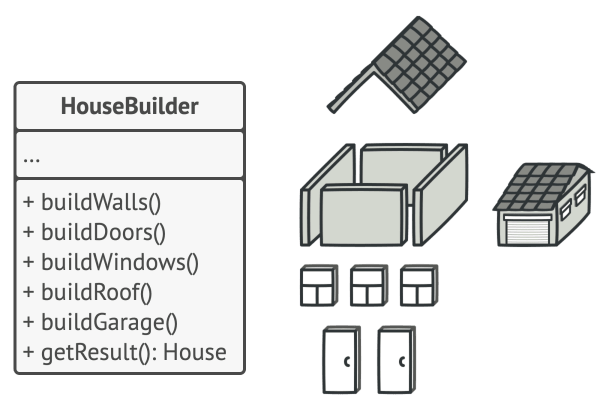 HouseBuilder
...
+ buildWalls()
+ buildDoors()
+ buildWindows()
+ buildRoof()
+ buildGarage()
+ getResult(): House